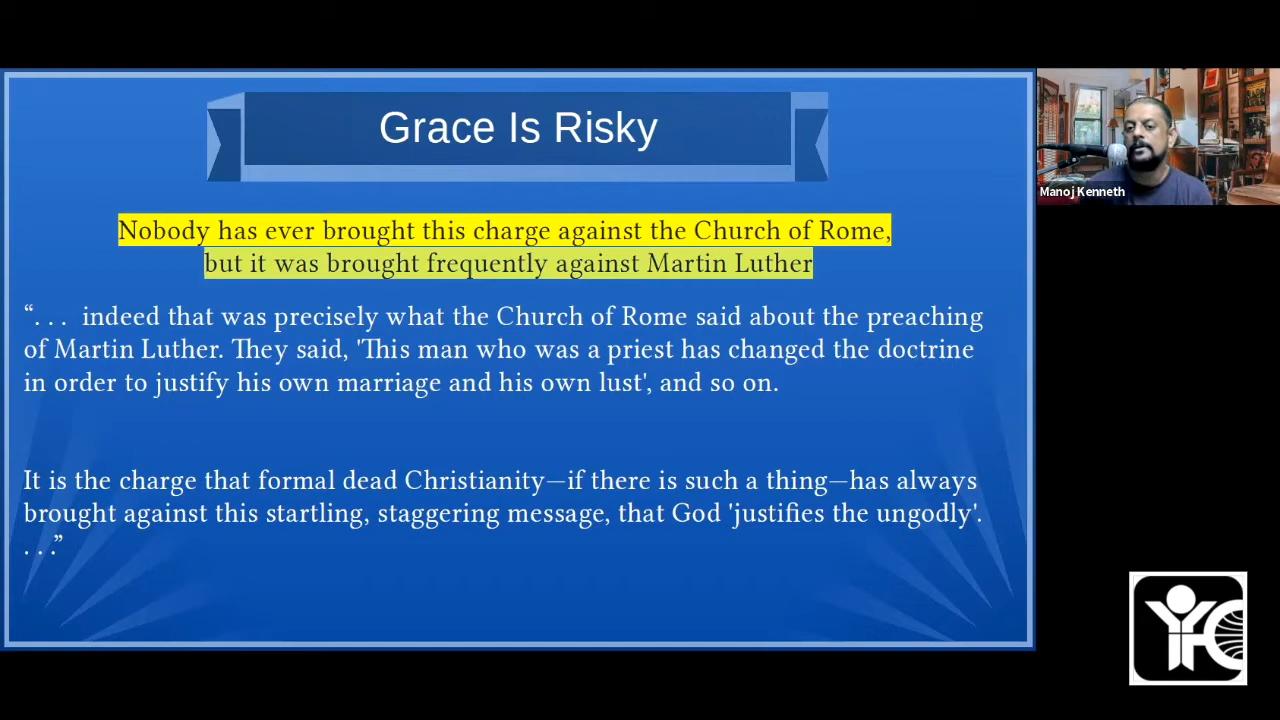 Grace Is Risky
Nobody has ever brought this charge against the Church of Rome,
but it was brought frequently against Martin Luther
“. . .  indeed that was precisely what the Church of Rome said about the preaching
of Martin Luther. They said, 'This man who was a priest has changed the doctrine
in order to justify his own marriage and his own lust', and so on.
It is the charge that formal dead Christianity—if there is such a thing—has always
brought against this startling, staggering message, that God 'justifies the ungodly'.
. . .”
Manoj Kenneth
YFC